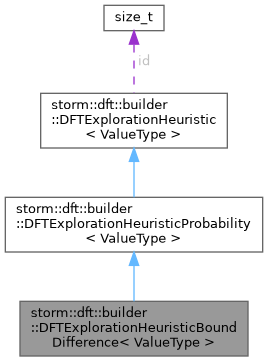 size_t
id
storm::dft::builder
::DFTExplorationHeuristic
< ValueType >
storm::dft::builder
::DFTExplorationHeuristicProbability
< ValueType >
storm::dft::builder
::DFTExplorationHeuristicBound
Difference< ValueType >